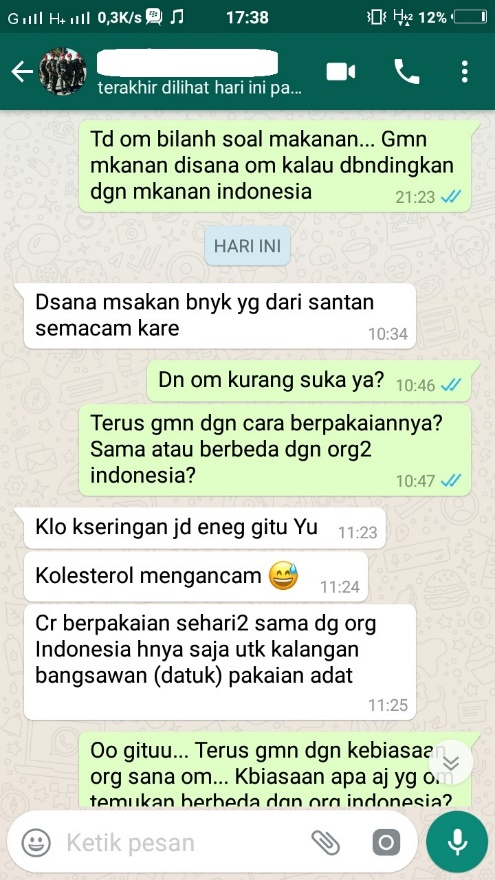 G H+ 0,3K/s 17:38 H+2 12%
terakhir dilihat hari ini pa...
Td om bilanh soal makanan... Gmn
mkanan disana om kalau dbndingkan
dgn mkanan indonesia
21:23
HARI INI
Dsana msakan bnyk yg dari santan
semacam kare
10:34
Dn om kurang suka ya? 10:46
Terus gmn dgn cara berpakaiannya?
Sama atau berbeda dgn org2
indonesia?
10:47
Klo kseringan jd eneg gitu Yu 11:23
Kolesterol mengancam 😅 11:24
Cr berpakaian sehari2 sama dg org
Indonesia hnya saja utk kalangan
bangsawan (datuk) pakaian adat
11:25
Oo gituu... Terus gmn dgn kebiasaan
org sana om... Kbiasaan apa aj yg om
temukan berbeda dgn org indonesia?
Ketik pesan